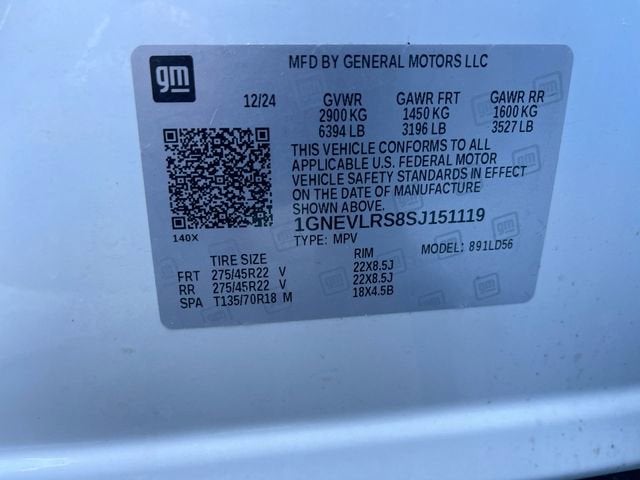 gm
MFD BY GENERAL MOTORS LLC
12/24 GVWR GAWR FRT GAWR RR
2900 KG 1450 KG 1600 KG
6394 LB 3196 LB 3527 LB
THIS VEHICLE CONFORMS TO ALL
APPLICABLE U.S. FEDERAL MOTOR
VEHICLE SAFETY STANDARDS IN EFFECT
ON THE DATE OF MANUFACTURE
SHOWN ABOVE.
1GNEVLRS8SJ151119
140X TYPE: MPV MODEL: 891LD56
TIRE SIZE RIM
FRT 275/45R22 V 22X8.5J
RR 275/45R22 V 22X8.5J
SPA T135/70R18 M 18X4.5B